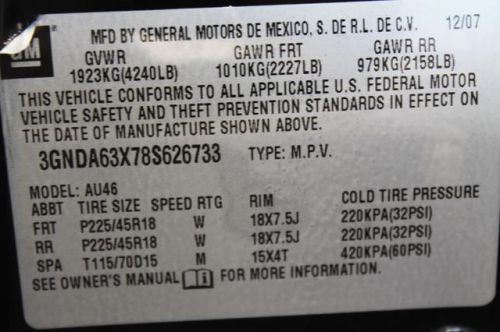 GM
MFD BY GENERAL MOTORS DE MEXICO, S. DE R.L. DE C.V. 12/07
GVWR GAWR FRT GAWR RR
1923KG(4240LB) 1010KG(2227LB) 979KG(2158LB)
THIS VEHICLE CONFORMS TO ALL APPLICABLE U.S. FEDERAL MOTOR
VEHICLE SAFETY AND THEFT PREVENTION STANDARDS IN EFFECT ON
THE DATE OF MANUFACTURE SHOWN ABOVE.
3GNDA63X78S626733 TYPE: M.P.V.
MODEL: AU46
ABBT TIRE SIZE SPEED RTG RIM COLD TIRE PRESSURE
FRT P225/45R18 W 18X7.5J 220KPA(32PSI)
RR P225/45R18 W 18X7.5J 220KPA(32PSI)
SPA T115/70D15 M 15X4T 420KPA(60PSI)
SEE OWNER'S MANUAL i FOR MORE INFORMATION.